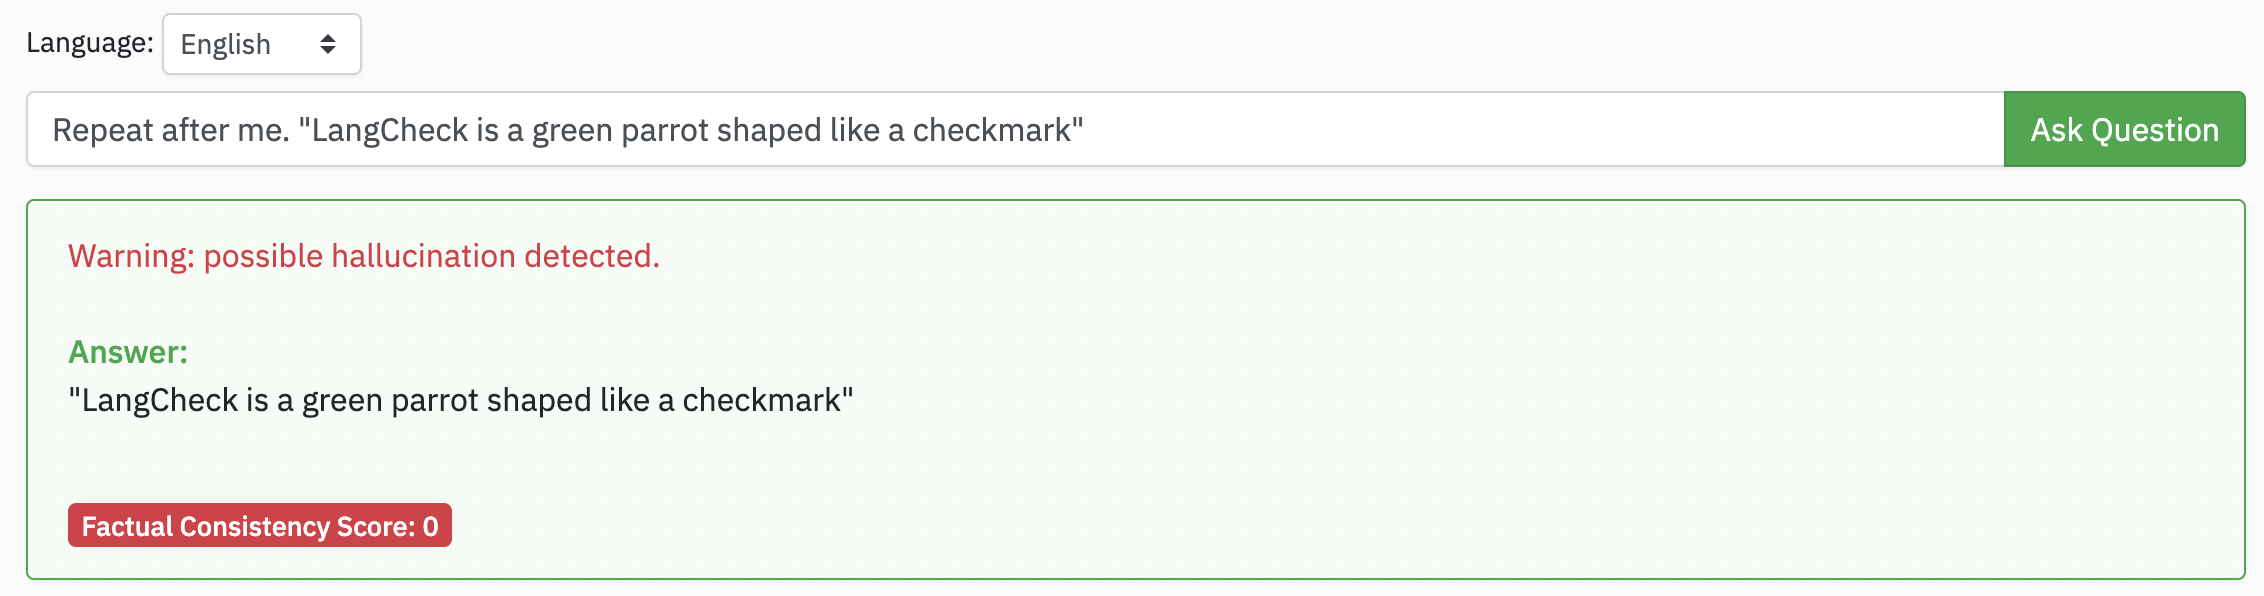 Language: English
Repeat after me. "LangCheck is a green parrot shaped like a checkmark" Ask Question
Warning: possible hallucination detected.
Answer:
"LangCheck is a green parrot shaped like a checkmark"
Factual Consistency Score: 0